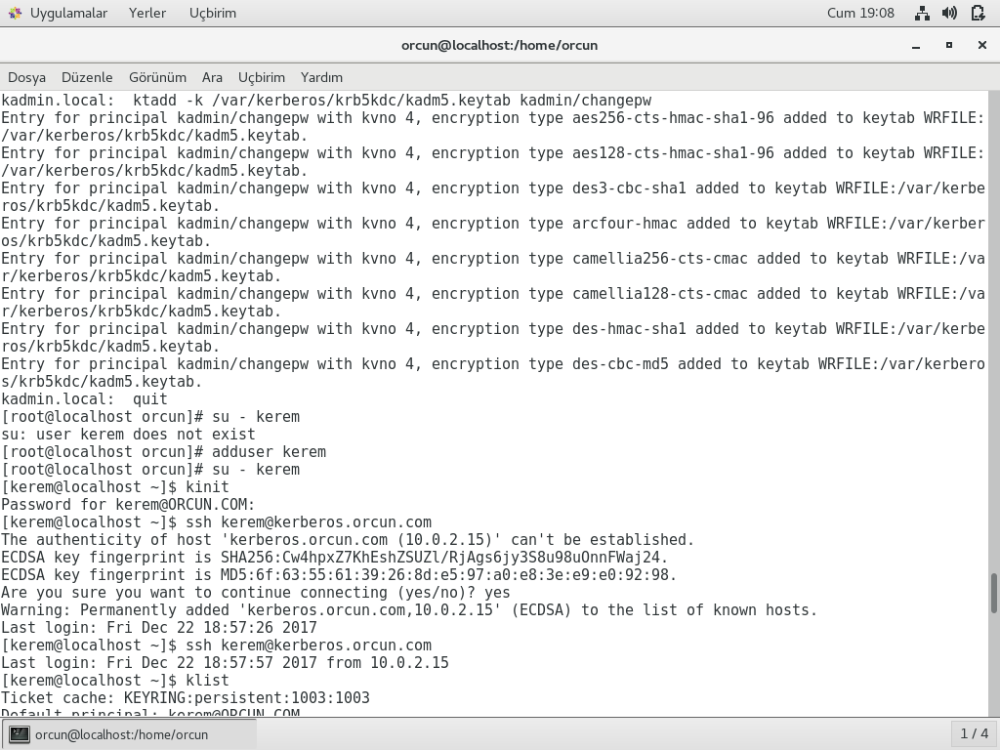 Uygulamalar Yerler Uçbirim Cum 19:08
orcun@localhost:/home/orcun
Dosya Düzenle Görünüm Ara Uçbirim Yardım
kadmin.local:  ktadd -k /var/kerberos/krb5kdc/kadm5.keytab kadmin/changepw
Entry for principal kadmin/changepw with kvno 4, encryption type aes256-cts-hmac-sha1-96 added to keytab WRFILE:
/var/kerberos/krb5kdc/kadm5.keytab.
Entry for principal kadmin/changepw with kvno 4, encryption type aes128-cts-hmac-sha1-96 added to keytab WRFILE:
/var/kerberos/krb5kdc/kadm5.keytab.
Entry for principal kadmin/changepw with kvno 4, encryption type des3-cbc-sha1 added to keytab WRFILE:/var/kerbe
ros/krb5kdc/kadm5.keytab.
Entry for principal kadmin/changepw with kvno 4, encryption type arcfour-hmac added to keytab WRFILE:/var/kerber
os/krb5kdc/kadm5.keytab.
Entry for principal kadmin/changepw with kvno 4, encryption type camellia256-cts-cmac added to keytab WRFILE:/va
r/kerberos/krb5kdc/kadm5.keytab.
Entry for principal kadmin/changepw with kvno 4, encryption type camellia128-cts-cmac added to keytab WRFILE:/va
r/kerberos/krb5kdc/kadm5.keytab.
Entry for principal kadmin/changepw with kvno 4, encryption type des-hmac-sha1 added to keytab WRFILE:/var/kerbe
ros/krb5kdc/kadm5.keytab.
Entry for principal kadmin/changepw with kvno 4, encryption type des-cbc-md5 added to keytab WRFILE:/var/kerbero
s/krb5kdc/kadm5.keytab.
kadmin.local:  quit
[root@localhost orcun]# su - kerem
su: user kerem does not exist
[root@localhost orcun]# adduser kerem
[root@localhost orcun]# su - kerem
[kerem@localhost ~]$ kinit
Password for kerem@ORCUN.COM:
[kerem@localhost ~]$ ssh kerem@kerberos.orcun.com
The authenticity of host 'kerberos.orcun.com (10.0.2.15)' can't be established.
ECDSA key fingerprint is SHA256:Cw4hpxZ7KhEshZSUZl/RjAgs6jy3S8u98uOnnFWaj24.
ECDSA key fingerprint is MD5:6f:63:55:61:39:26:8d:e5:97:a0:e8:3e:e9:e0:92:98.
Are you sure you want to continue connecting (yes/no)? yes
Warning: Permanently added 'kerberos.orcun.com,10.0.2.15' (ECDSA) to the list of known hosts.
Last login: Fri Dec 22 18:57:26 2017
[kerem@localhost ~]$ ssh kerem@kerberos.orcun.com
Last login: Fri Dec 22 18:57:57 2017 from 10.0.2.15
[kerem@localhost ~]$ klist
Ticket cache: KEYRING:persistent:1003:1003
Default principal: kerem@ORCUN.COM
orcun@localhost:/home/orcun 1 / 4